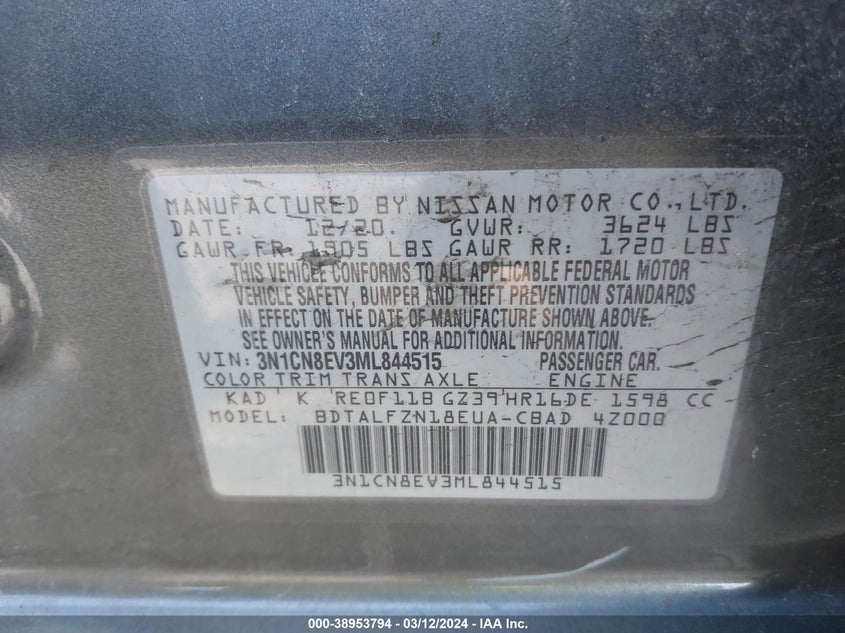 MANUFACTURED BY NISSAN MOTOR CO., LTD.
DATE: 12/20. GVWR: 3624 LBS
GAWR FR: 1905 LBS GAWR RR: 1720 LBS
THIS VEHICLE CONFORMS TO ALL APPLICABLE FEDERAL MOTOR
VEHICLE SAFETY, BUMPER AND THEFT PREVENTION STANDARDS
IN EFFECT ON THE DATE OF MANUFACTURE SHOWN ABOVE.
SEE OWNER'S MANUAL FOR ADDITIONAL INFORMATION.
VIN: 3N1CN8EV3ML844515 PASSENGER CAR.
COLOR TRIM TRANS AXLE ENGINE
KAD K RE0F11B GZ39 HR16DE 1598 CC
MODEL: BDTALFZN18EUA-CBAD 4Z000
3N1CN8EV3ML844515
000-38953794 — 03/12/2024 — IAA Inc.